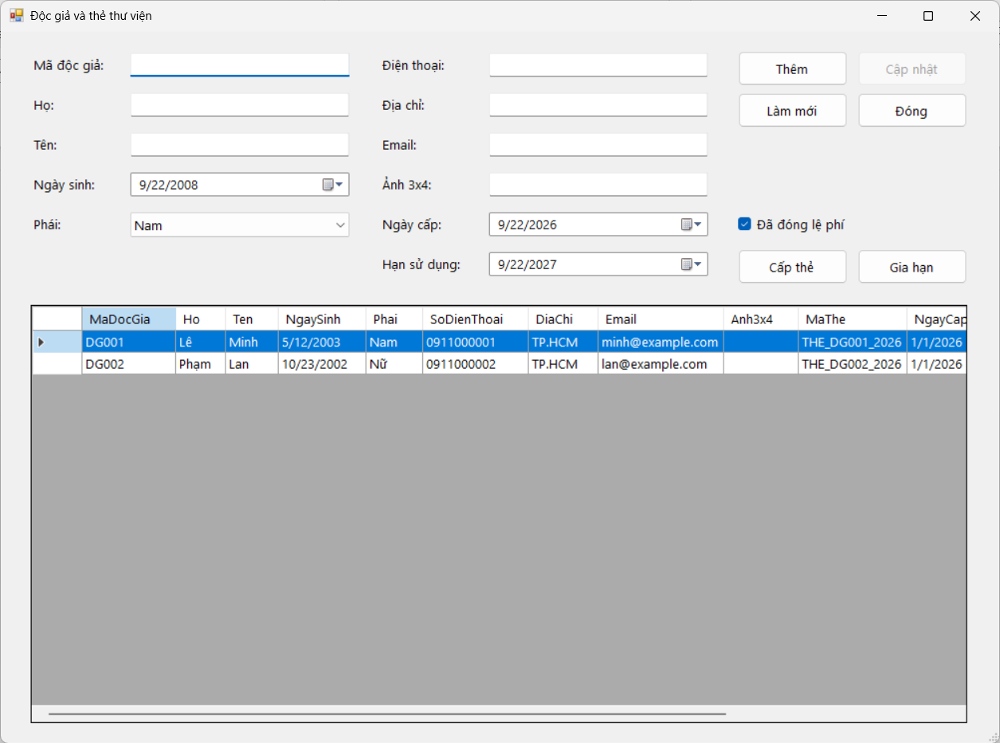 Độc giả và thẻ thư viện
Mã độc giả: Điện thoại: Thêm Cập nhật
Họ: Địa chỉ: Làm mới Đóng
Tên: Email:
Ngày sinh: 9/22/2008 Ảnh 3x4:
Phái: Nam Ngày cấp: 9/22/2026 Đã đóng lệ phí
Hạn sử dụng: 9/22/2027 Cấp thẻ Gia hạn
MaDocGia Ho Ten NgaySinh Phai SoDienThoai DiaChi Email Anh3x4 MaThe NgayCap
DG001 Lê Minh 5/12/2003 Nam 0911000001 TP.HCM minh@example.com THE_DG001_2026 1/1/2026
DG002 Phạm Lan 10/23/2002 Nữ 0911000002 TP.HCM lan@example.com THE_DG002_2026 1/1/2026